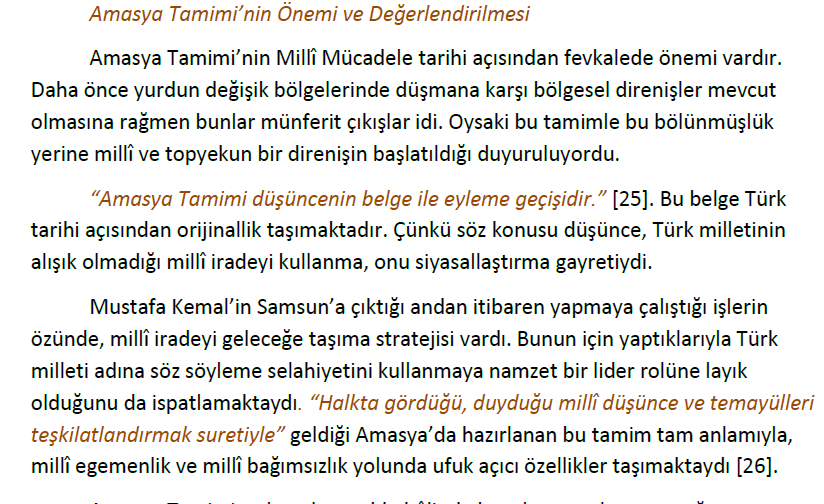 Amasya Tamimi’nin Önemi ve Değerlendirilmesi
Amasya Tamimi’nin Millî Mücadele tarihi açısından fevkalede önemi vardır.
Daha önce yurdun değişik bölgelerinde düşmana karşı bölgesel direnişler mevcut
olmasına rağmen bunlar münferit çıkışlar idi. Oysaki bu tamimle bu bölünmüşlük
yerine millî ve topyekun bir direnişin başlatıldığı duyuruluyordu.
“Amasya Tamimi düşüncenin belge ile eyleme geçişidir.” [25]. Bu belge Türk
tarihi açısından orijinallik taşımaktadır. Çünkü söz konusu düşünce, Türk milletinin
alışık olmadığı millî iradeyi kullanma, onu siyasallaştırma gayretiydi.
Mustafa Kemal’in Samsun’a çıktığı andan itibaren yapmaya çalıştığı işlerin
özünde, millî iradeyi geleceğe taşıma stratejisi vardı. Bunun için yaptıklarıyla Türk
milleti adına söz söyleme selahiyetini kullanmaya namzet bir lider rolüne layık
olduğunu da ispatlamaktaydı. “Halkta gördüğü, duyduğu millî düşünce ve temayülleri
teşkilatlandırmak suretiyle” geldiği Amasya’da hazırlanan bu tamim tam anlamıyla,
millî egemenlik ve millî bağımsızlık yolunda ufuk açıcı özellikler taşımaktaydı [26].